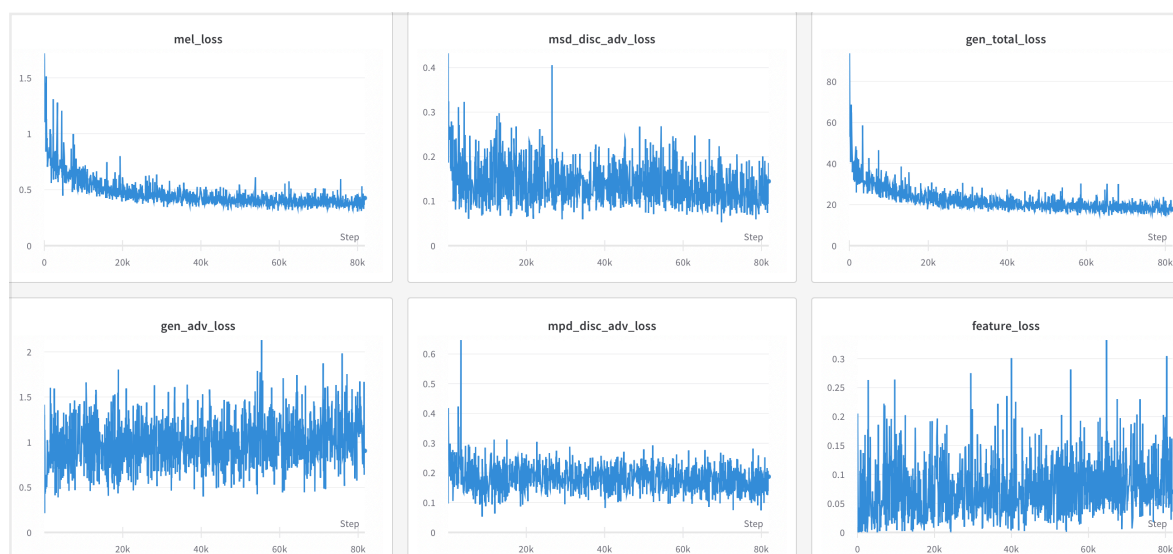 mel_loss
1.5
1
0.5
0
Step
0 20k 40k 60k 80k
msd_disc_adv_loss
0.4
0.3
0.2
0.1
0
Step
20k 40k 60k 80k
gen_total_loss
80
60
40
20
0
Step
0 20k 40k 60k 80k
gen_adv_loss
2
1.5
1
0.5
0
Step
20k 40k 60k 80k
mpd_disc_adv_loss
0.6
0.5
0.4
0.3
0.2
0.1
0
Step
20k 40k 60k 80k
feature_loss
0.3
0.25
0.2
0.15
0.1
0.05
0
Step
20k 40k 60k 80k